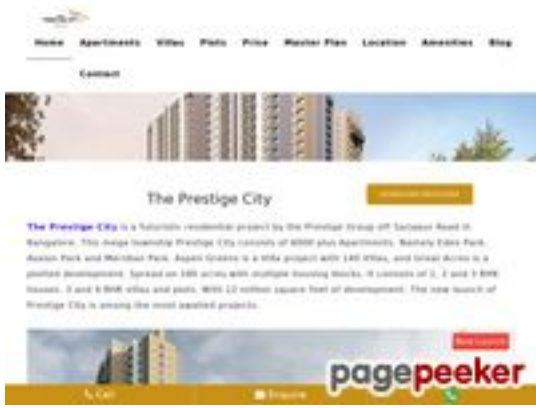 Home Apartments Villas Plots Price Master Plan Location Amenities Blog
Contact
The Prestige City
The Prestige City is a futuristic residential project by the Prestige Group off Sarjapur Road in
Bangalore. This mega township Prestige City consists of 6000 plus Apartments. Namely Eden Park,
Avalon Park and Meridian Park, Aspen Greens is a Villa project with 140 Villas, and Great Acres is a
plotted development. Spread on 180 acres with multiple housing blocks. It consists of 1, 2 and 3 BHK
houses, 3 and 4 BHK villas and plots. With 12 million square feet of development. The new launch of
Prestige City is among the most awaited projects.
New Launch
pagepeeker
Call Enquire